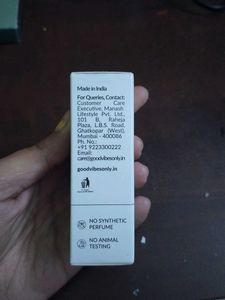 Made in India
For Queries, Contact:
Customer Care
Executive, Manash
Lifestyle Pvt. Ltd.,
101 B, Raheja
Plaza, L.B.S. Road,
Ghatkopar (West),
Mumbai - 400086
Ph. No.:
+91 9223300222
Email:
care@goodvibesonly.in
goodvibesonly.in
NO SYNTHETIC
PERFUME
NO ANIMAL
TESTING